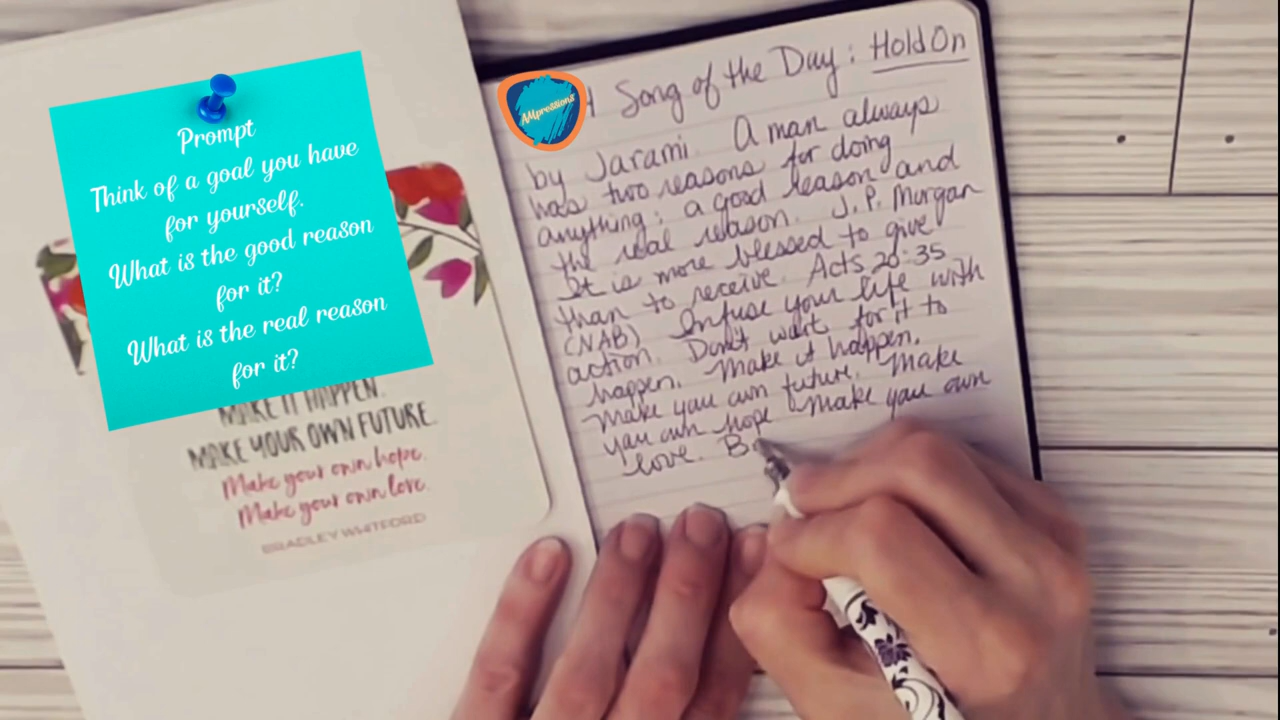 Prompt
Think of a goal you have
for yourself.
What is the good reason
for it?
What is the real reason
for it?
MAKE IT HAPPEN.
MAKE YOUR OWN FUTURE.
Make your own hope.
Make your own love.
BRADLEY WHITFORD
AMpressions
4 Song of the Day: Hold On
by Jarami. A man always
has two reasons for doing
anything: a good reason and
the real reason. J.P. Morgan
It is more blessed to give
than to receive. Acts 20:35
(NAB) Infuse your life with
action. Don't wait for it to
happen. Make it happen.
Make your own future. Make
your own hope Make your own
love. B